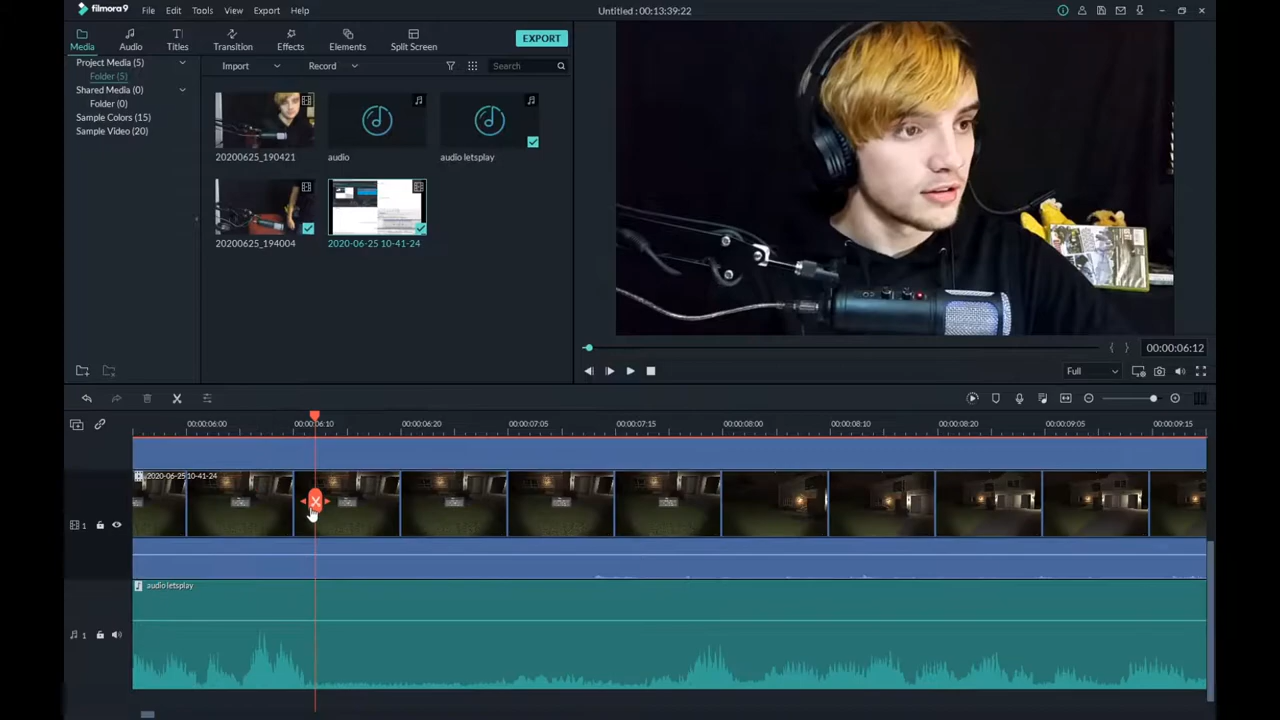 filmora9 File Edit Tools View Export Help Untitled : 00:13:39:22
Media Audio Titles Transition Effects Elements Split Screen EXPORT
Project Media (5)
Folder (5)
Shared Media (0)
Folder (0)
Sample Colors (15)
Sample Video (20)
Import Record Search
20200625_190421 audio audio letsplay
20200625_194004 2020-06-25 10-41-24
00:00:06:12
Full
00:00:06:00 00:00:06:10 00:00:06:20 00:00:07:05 00:00:07:15 00:00:08:00 00:00:08:10 00:00:08:20 00:00:09:05 00:00:09:15
2020-06-25 10-41-24
1
audio letsplay
1